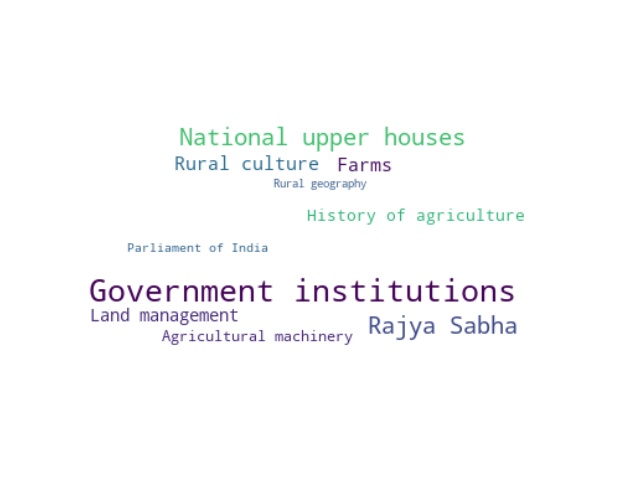 National upper houses
Rural culture Farms
Rural geography
History of agriculture
Parliament of India
Government institutions
Land management
Rajya Sabha
Agricultural machinery